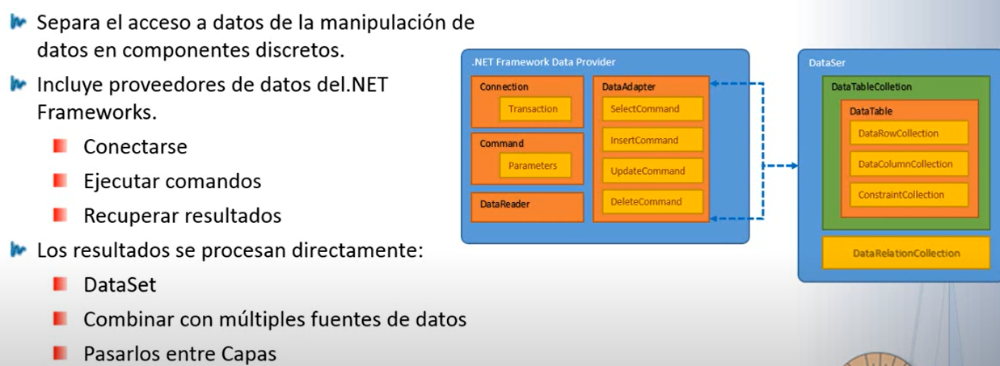 Separa el acceso a datos de la manipulación de
datos en componentes discretos.
Incluye proveedores de datos del.NET
Frameworks.
Conectarse
Ejecutar comandos
Recuperar resultados
Los resultados se procesan directamente:
DataSet
Combinar con múltiples fuentes de datos
Pasarlos entre Capas
.NET Framework Data Provider
Connection
Transaction
Command
Parameters
DataReader
DataAdapter
SelectCommand
InsertCommand
UpdateCommand
DeleteCommand
DataSer
DataTableColletion
DataTable
DataRowCollection
DataColumnCollection
ConstraintCollection
DataRelationCollection